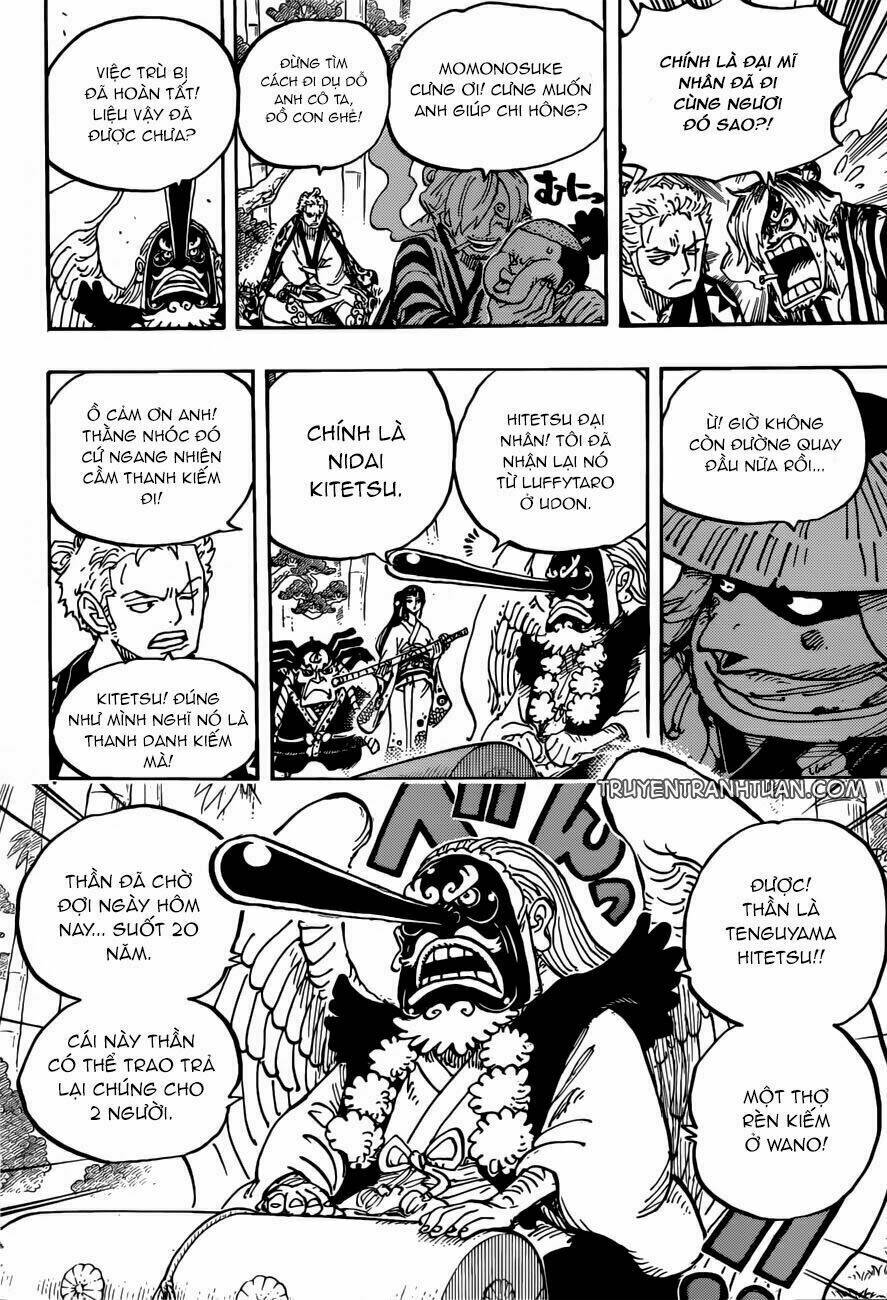 CHÍNH LÀ ĐẠI MĨ
NHÂN ĐÃ ĐI
CÙNG NGƯƠI
ĐÓ SAO?!
MOMONOSUKE
CƯNG ƠI! CƯNG MUỐN
ANH GIÚP CHI HÔNG?
むにっ
ĐỪNG TÌM
CÁCH ĐI DỤ DỖ
ANH CÔ TA,
ĐỒ CON GHẺ!
VIỆC TRÙ BỊ
ĐÃ HOÀN TẤT!
LIỆU VẬY ĐÃ
ĐƯỢC CHƯA?
Ừ! GIỜ KHÔNG
CÒN ĐƯỜNG QUAY
ĐẦU NỮA RỒI...
HITETSU ĐẠI
NHÂN! TÔI ĐÃ
NHẬN LẠI NÓ
TỪ LUFFYTARO
Ở UDON.
CHÍNH LÀ
NIDAI
KITETSU.
Ồ CẢM ƠN ANH!
THẰNG NHÓC ĐÓ
CỨ NGANG NHIÊN
CẦM THANH KIẾM
ĐI!
KITETSU! ĐÚNG
NHƯ MÌNH NGHĨ NÓ LÀ
THANH DANH KIẾM
MÀ!
TRUYENTRANHTUAN.COM
ĐƯỢC!
THẦN LÀ
TENGUYAMA
HITETSU!!
MỘT THỢ
RÈN KIẾM
Ở WANO!
THẦN ĐÃ CHỜ
ĐỢI NGÀY HÔM
NAY... SUỐT 20
NĂM.
CÁI NÀY THẦN
CÓ THỂ TRAO TRẢ
LẠI CHÚNG CHO
2 NGƯỜI.